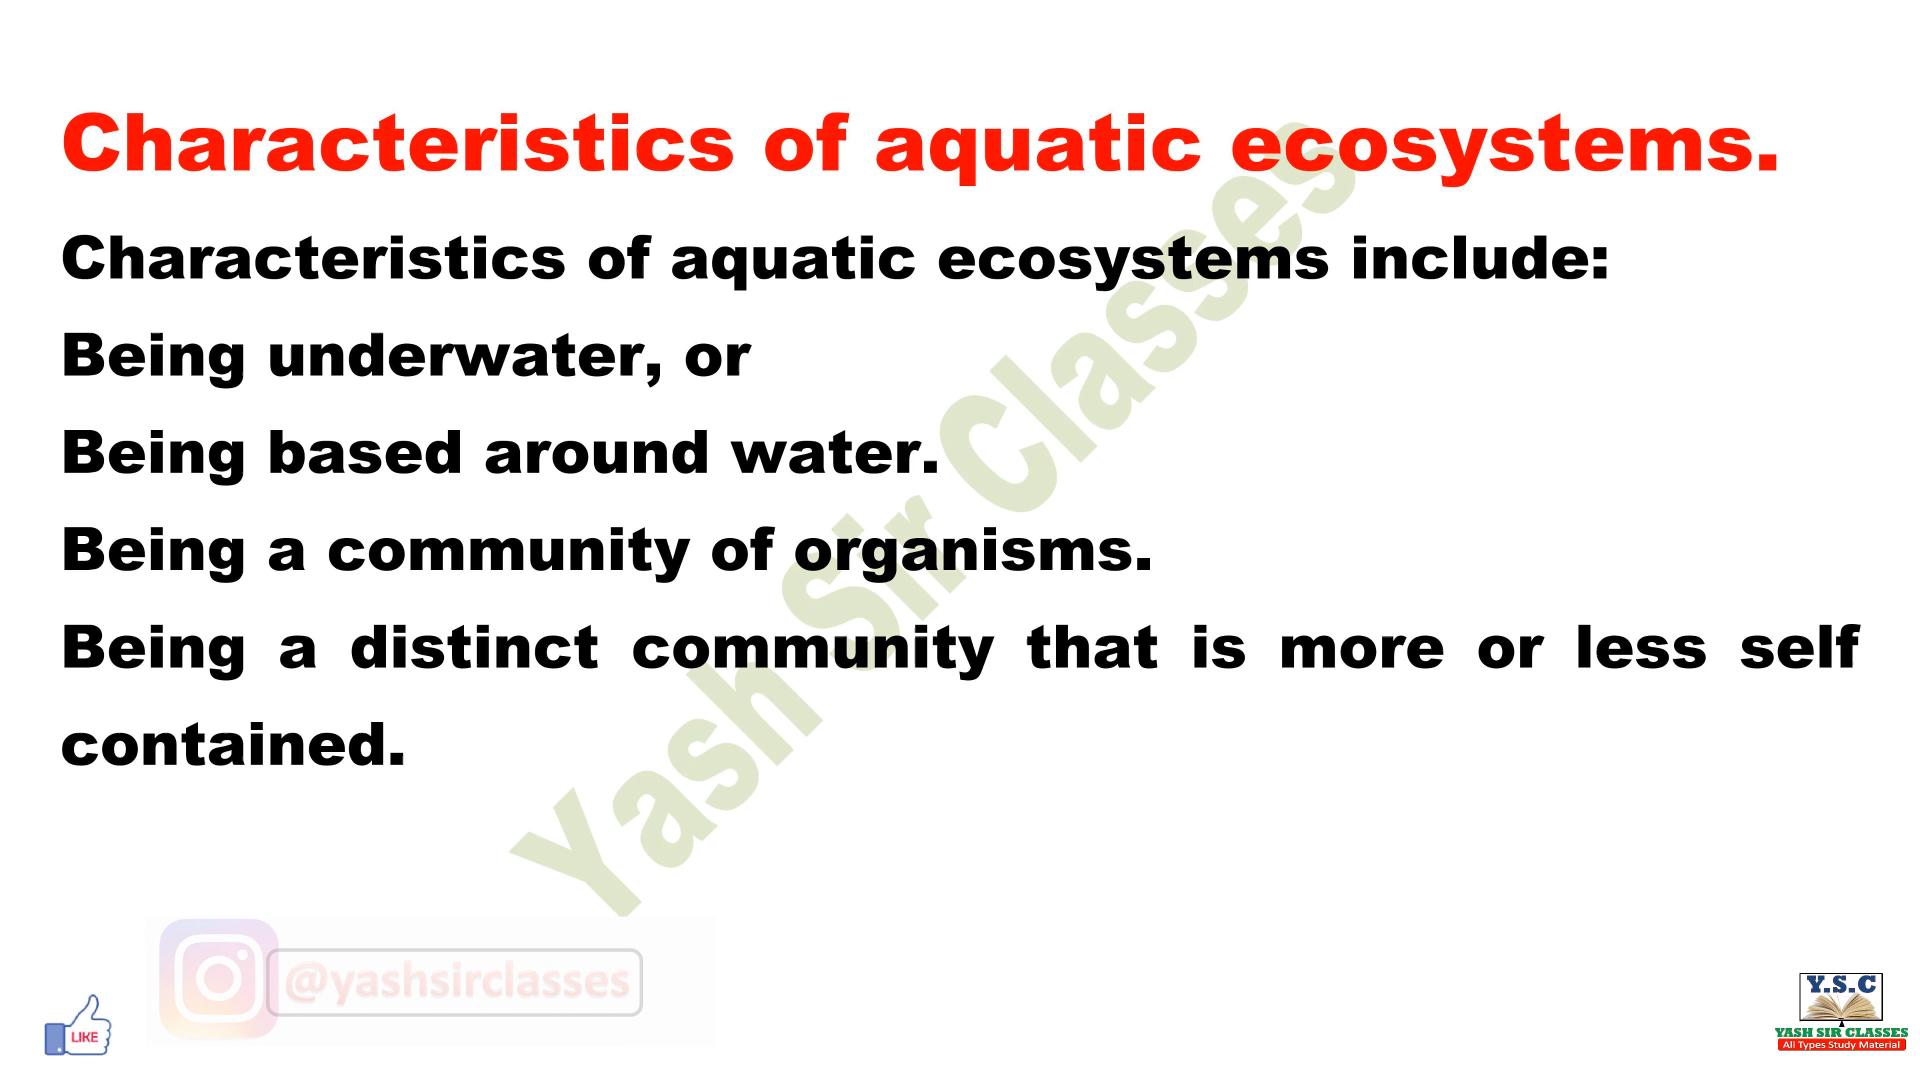 Characteristics of aquatic ecosystems.
Characteristics of aquatic ecosystems include:
Being underwater, or
Being based around water.
Being a community of organisms.
Being a distinct community that is more or less self
contained.
Yash Sir Classes
@yashsirclasses
LIKE
Y.S.C
YASH SIR CLASSES
All Types Study Material